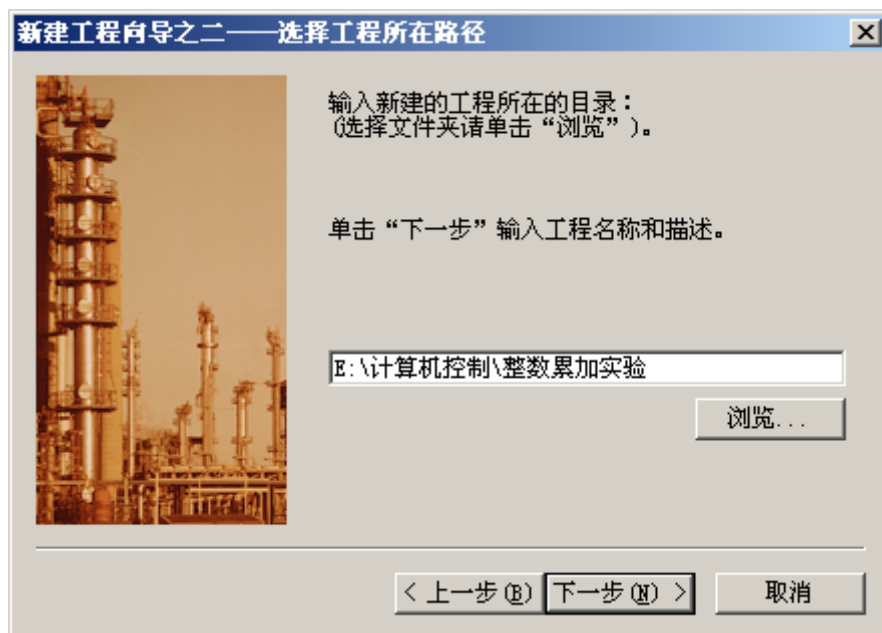 新建工程向导之二——选择工程所在路径
输入新建的工程所在的目录：
(选择文件夹请单击“浏览”)。
单击“下一步”输入工程名称和描述。
E:\计算机控制\整数累加实验
浏览...
< 上一步(B) 下一步(N) > 取消